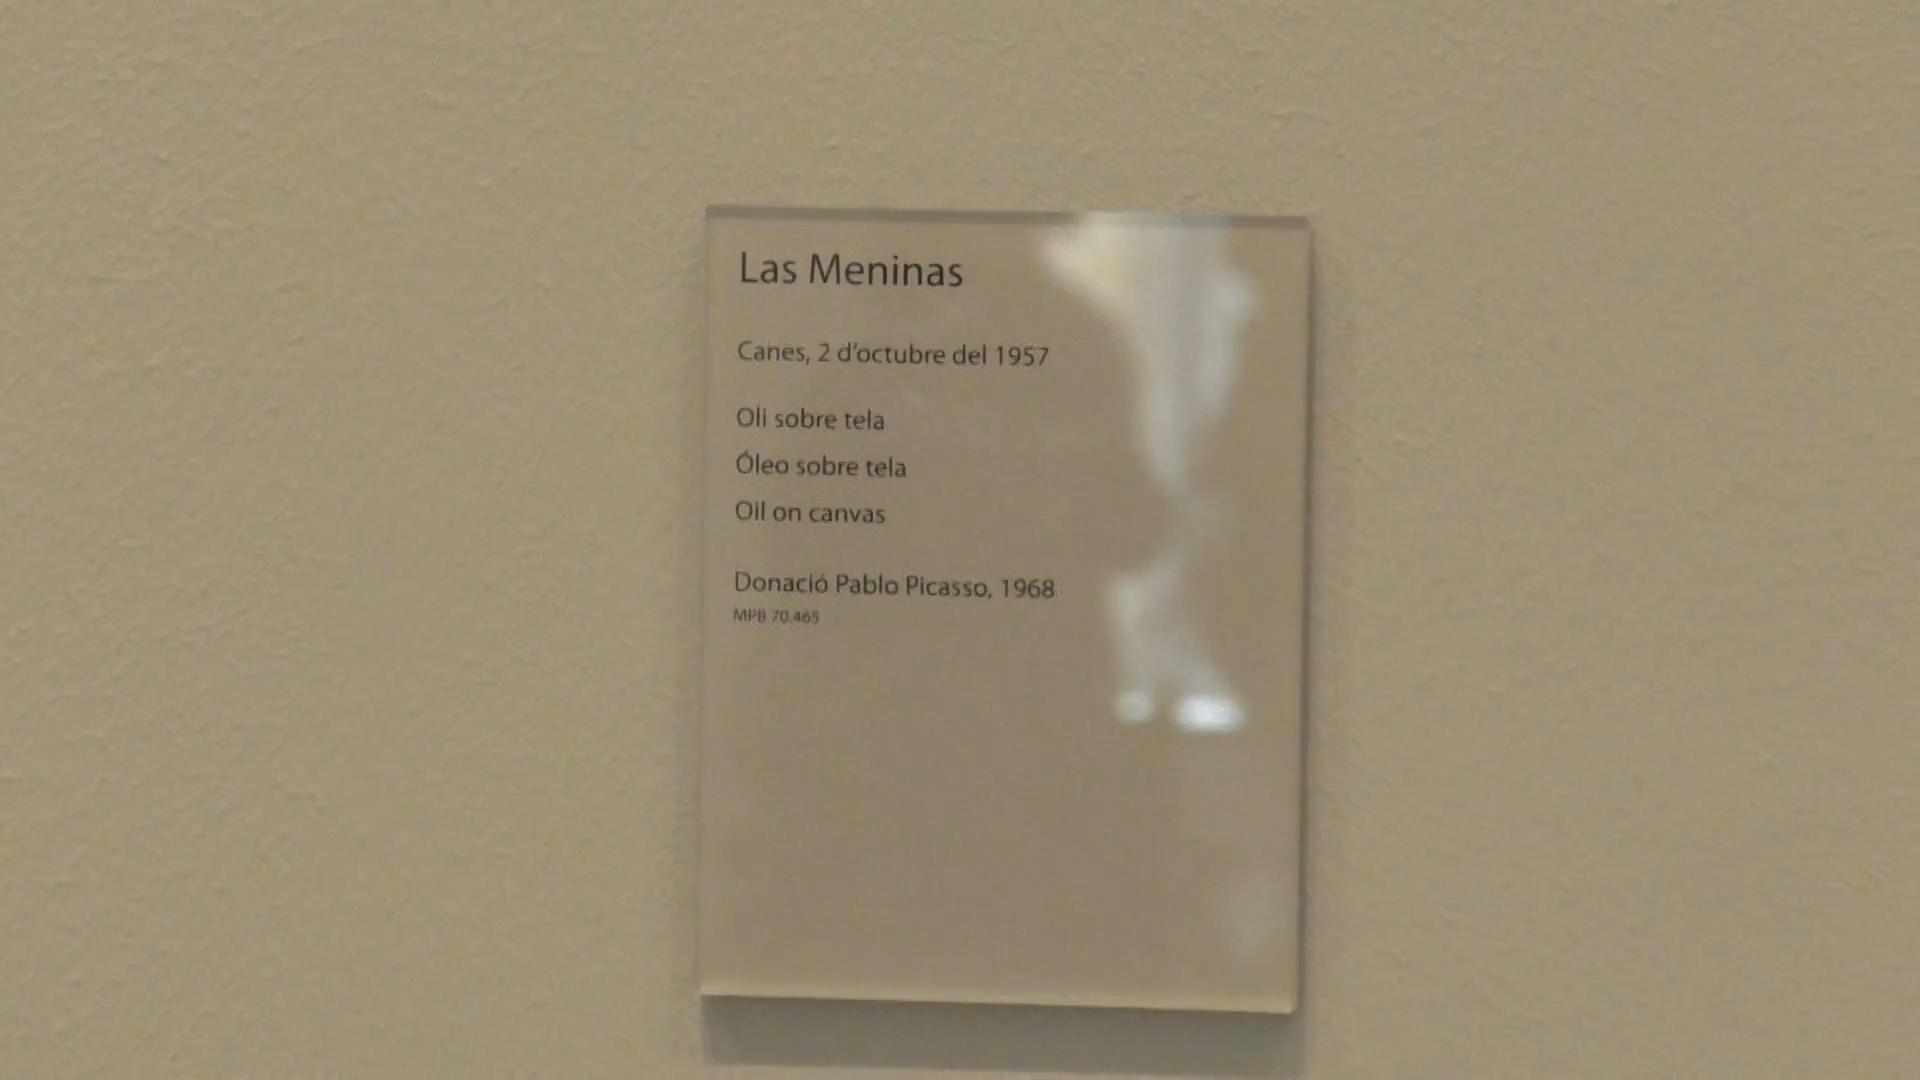 Las Meninas
Canes, 2 d'octubre del 1957
Oli sobre tela
Óleo sobre tela
Oil on canvas
Donació Pablo Picasso, 1968
MPB 70.465